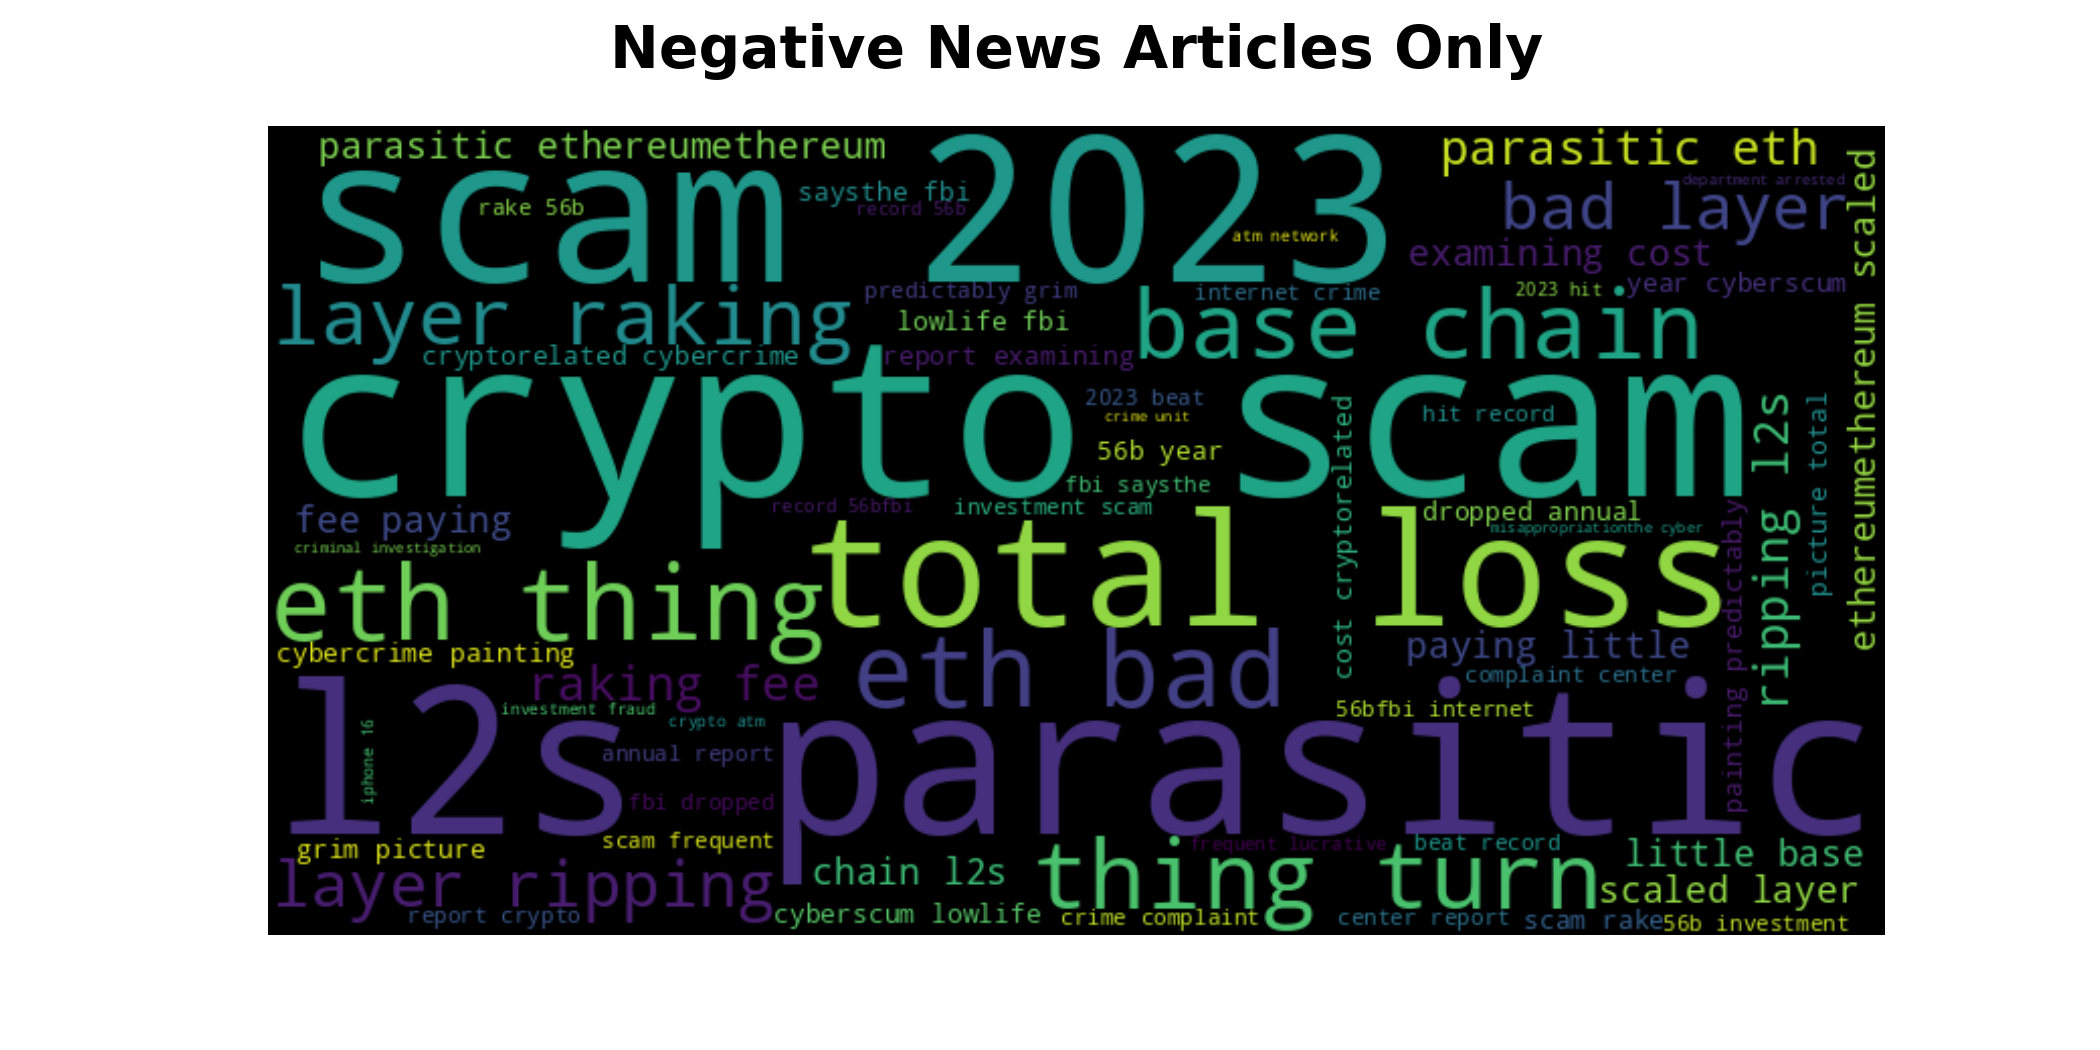 Negative News Articles Only
parasitic ethereumethereum
scam 2023
parasitic eth
department arrested
saysthe fbi
rake 56b
record 56b
bad layer
atm network
examining cost
ethereumethereum scaled
year cyberscum
layer raking
predictably grim
internet crime
2023 hit
base chain
lowlife fbi
cryptorelated cybercrime
report examining
crypto scam
2023 beat
crime unit
hit record
56b year
cost cryptorelated
ripping l2s
picture total
fbi saysthe
record 56bfbi
investment scam
dropped annual
fee paying
misappropriationthe cyber
criminal investigation
total loss
eth thing
painting predictably
cybercrime painting
eth bad
paying little
raking fee
complaint center
l2s parasitic
investment fraud
crypto atm
56bfbi internet
iphone 16
annual report
fbi dropped
grim picture
scam frequent
frequent lucrative
beat record
little base
layer ripping
chain l2s
thing turn
scaled layer
report crypto
cyberscum lowlife
crime complaint
center report
scam rake
56b investment